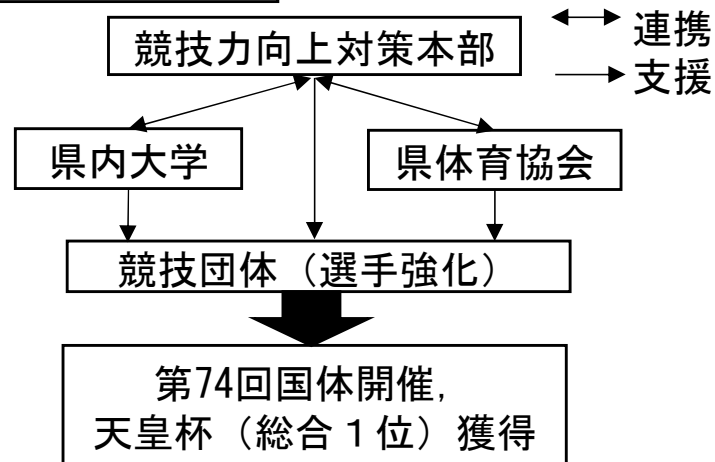 競技力向上対策本部
連携
支援
県内大学
県体育協会
競技団体（選手強化）
第74回国体開催,
天皇杯（総合１位）獲得